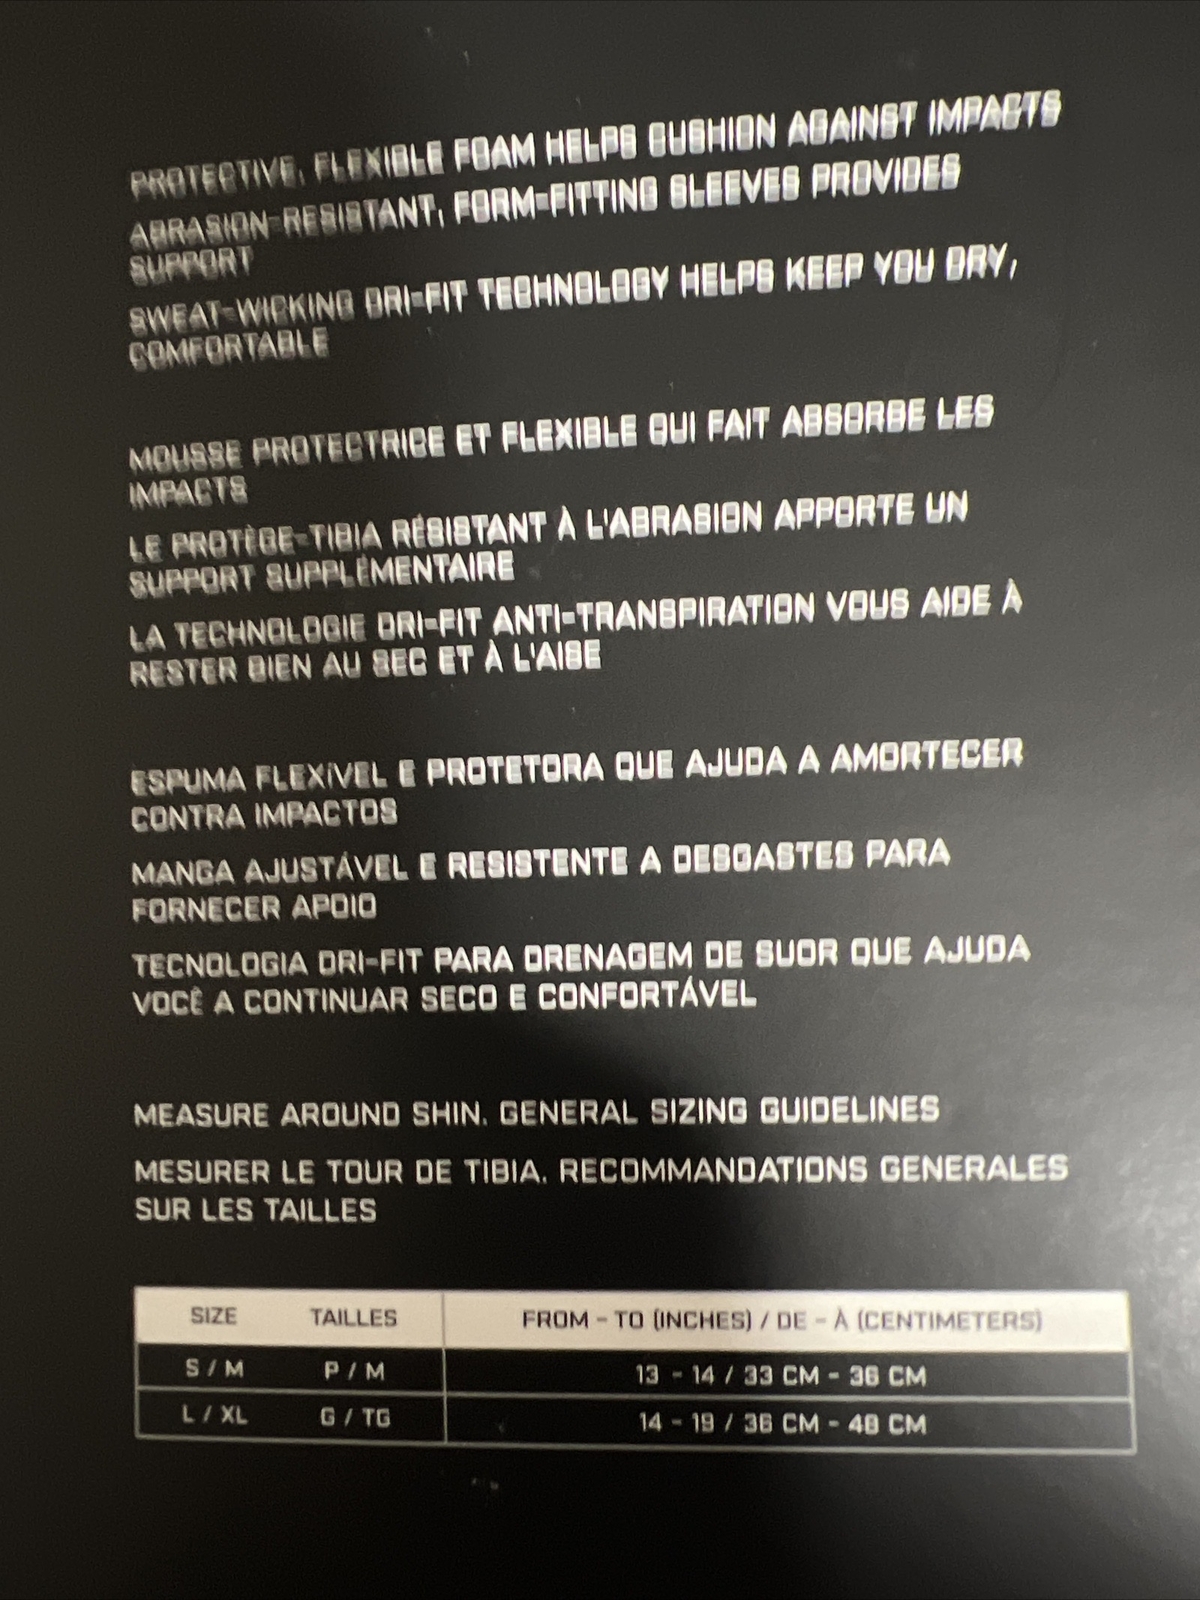 PROTECTIVE, FLEXIBLE FOAM HELPS CUSHION AGAINST IMPACTS
ABRASION-RESISTANT, FORM-FITTING SLEEVES PROVIDES
SUPPORT
SWEAT-WICKING DRI-FIT TECHNOLOGY HELPS KEEP YOU DRY,
COMFORTABLE
MOUSSE PROTECTRICE ET FLEXIBLE QUI FAIT ABSORBE LES
IMPACTS
LE PROTÈGE-TIBIA RÉSISTANT À L'ABRASION APPORTE UN
SUPPORT SUPPLÉMENTAIRE
LA TECHNOLOGIE DRI-FIT ANTI-TRANSPIRATION VOUS AIDE À
RESTER BIEN AU SEC ET À L'AISE
ESPUMA FLEXÍVEL E PROTETORA QUE AJUDA A AMORTECER
CONTRA IMPACTOS
MANGA AJUSTÁVEL E RESISTENTE A DESGASTES PARA
FORNECER APOIO
TECNOLOGIA DRI-FIT PARA DRENAGEM DE SUOR QUE AJUDA
VOCÊ A CONTINUAR SECO E CONFORTÁVEL
MEASURE AROUND SHIN. GENERAL SIZING GUIDELINES
MESURER LE TOUR DE TIBIA. RECOMMANDATIONS GENERALES
SUR LES TAILLES
SIZE TAILLES FROM - TO (INCHES) / DE - À (CENTIMETERS)
S / M P / M 13 - 14 / 33 CM - 36 CM
L / XL G / TG 14 - 19 / 36 CM - 48 CM